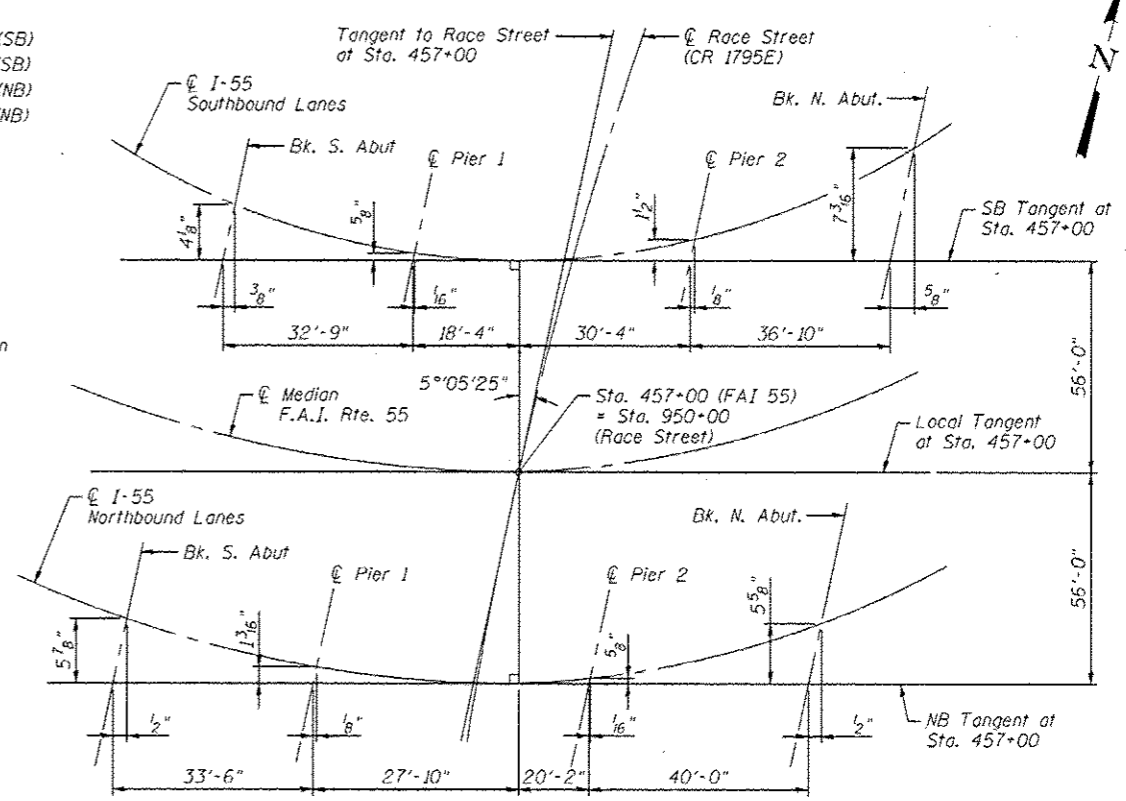 (SB)
(SB)
(NB)
(NB)
n
Tangent to Race Street
at Sta. 457+00
℄ Race Street
(CR 1795E)
N
℄ I-55
Southbound Lanes
Bk. S. Abut
℄ Pier 1
℄ Pier 2
Bk. N. Abut.
4 1/8"
5/8"
1 1/2"
7 3/16"
SB Tangent at
Sta. 457+00
3/8"
1/16"
1/8"
5/8"
32'-9"
18'-4"
30'-4"
36'-10"
56'-0"
5°05'25"
℄ Median
F.A.I. Rte. 55
Sta. 457+00 (FAI 55)
= Sta. 950+00
(Race Street)
Local Tangent
at Sta. 457+00
℄ I-55
Northbound Lanes
Bk. S. Abut
℄ Pier 1
℄ Pier 2
Bk. N. Abut.
56'-0"
5 7/8"
1 3/16"
5/8"
5 5/8"
1/2"
1/8"
1/16"
1/2"
NB Tangent at
Sta. 457+00
33'-6"
27'-10"
20'-2"
40'-0"